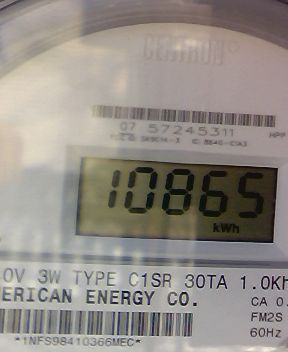 CENTRON®
07 57245311
10865
kWh
0V 3W TYPE C1SR 30TA 1.0Kh
ERICAN ENERGY CO.
CA 0.
FM2S
60Hz
*1NFS98410366MEC*